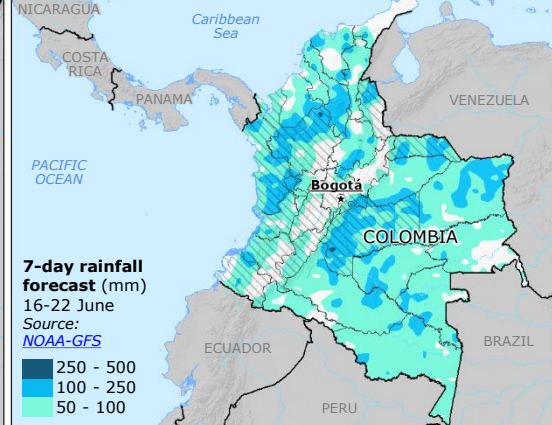 NICARAGUA
Caribbean
Sea
COSTA
RICA
PANAMA
VENEZUELA
PACIFIC
OCEAN
Bogotá
COLOMBIA
7-day rainfall
forecast (mm)
16-22 June
Source:
NOAA-GFS
250 - 500
100 - 250
50 - 100
ECUADOR
BRAZIL
PERU